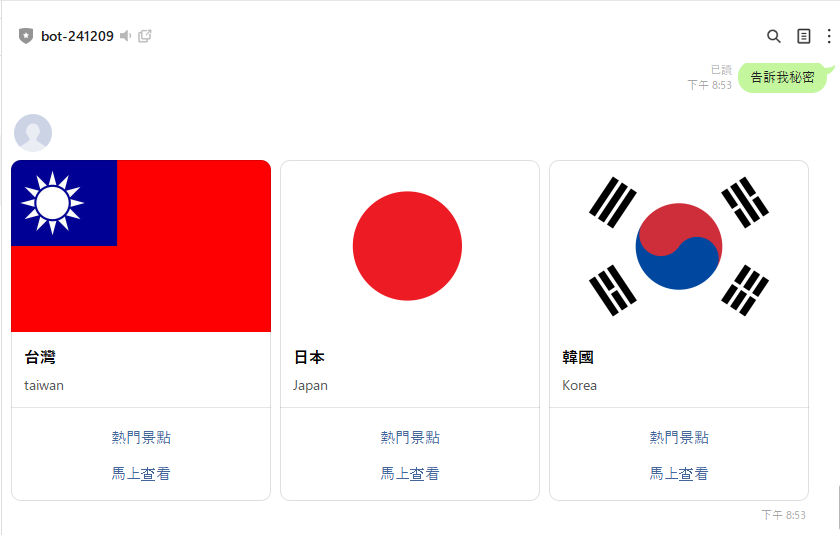 bot-241209
已讀
下午 8:53
告訴我秘密
台灣
taiwan
熱門景點
馬上查看
日本
Japan
熱門景點
馬上查看
韓國
Korea
熱門景點
馬上查看
下午 8:53